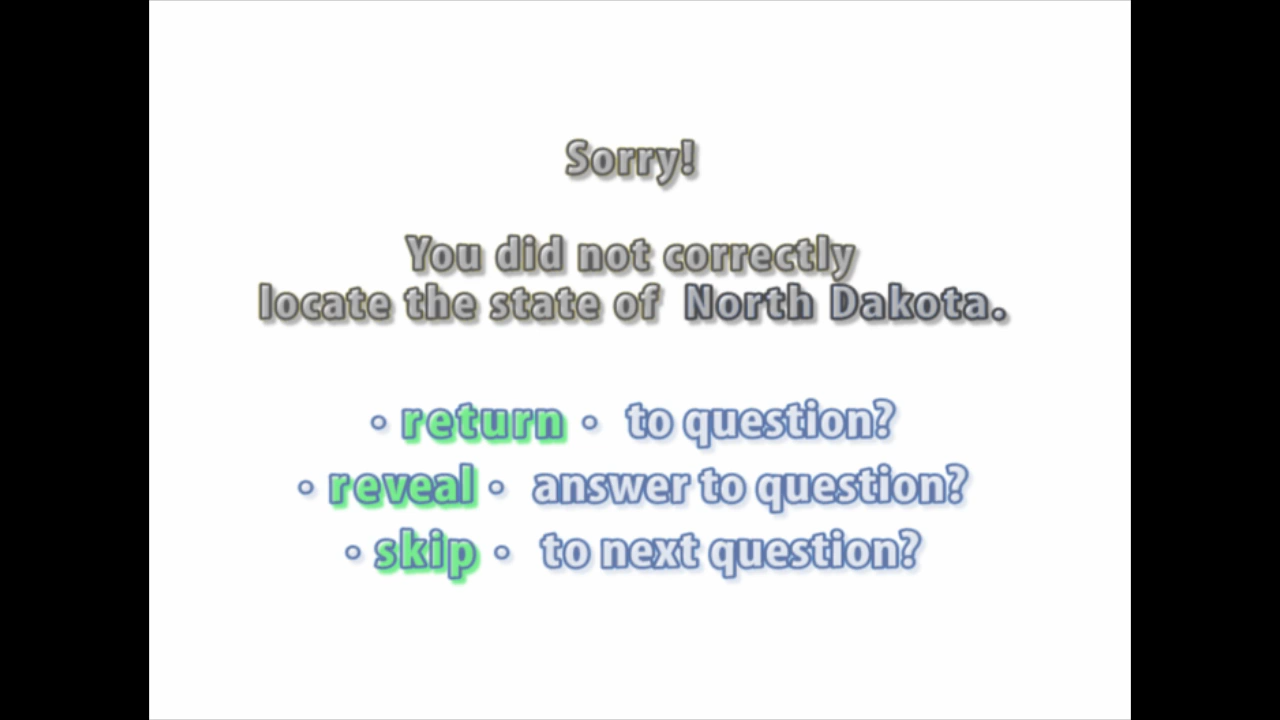 Sorry!
You did not correctly
locate the state of North Dakota.
• return • to question?
• reveal • answer to question?
• skip • to next question?